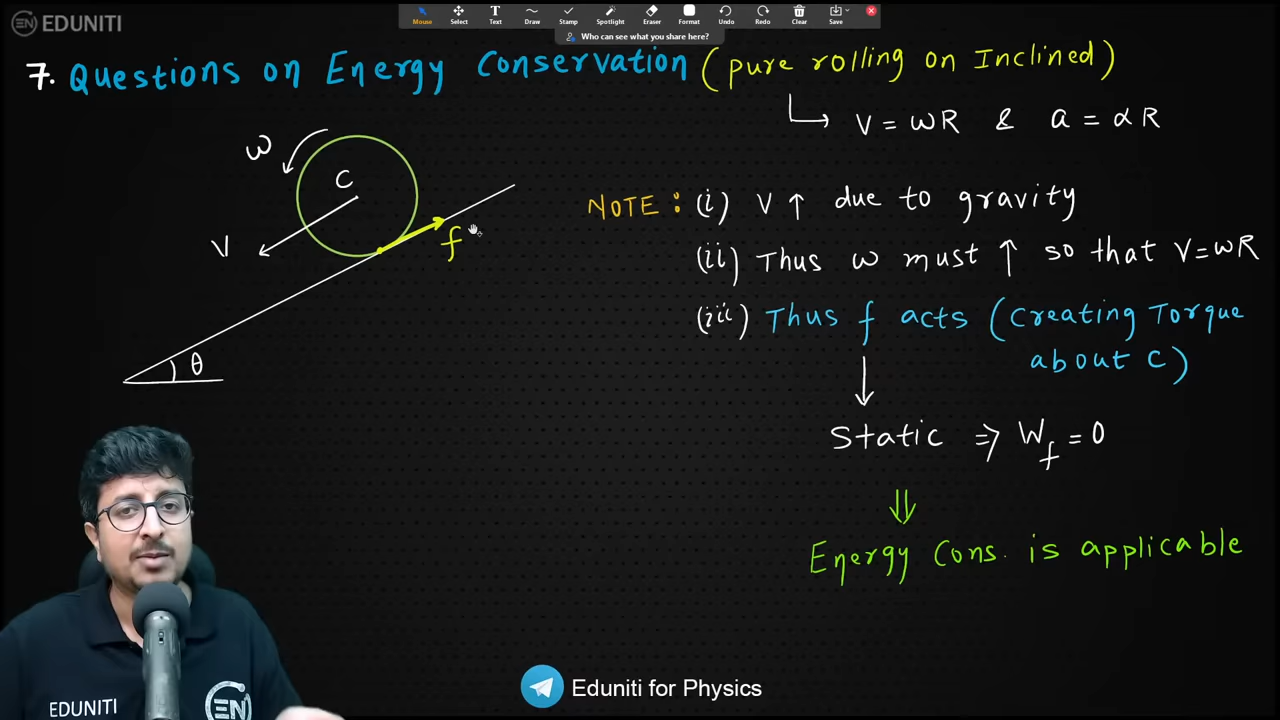 EDUNITI
Mouse Select Text Draw Stamp Spotlight Eraser Format Undo Redo Clear Save
Who can see what you share here?
7. Questions on Energy Conservation (pure rolling on Inclined)
V = ωR & a = αR
ω
C
V
f
θ
NOTE : (i) V ↑ due to gravity
(ii) Thus ω must ↑ so that V=ωR
(iii) Thus f acts (creating Torque
about C)
Static ⇒ W_f = 0
⇓
Energy Cons. is applicable
EDUNITI
EN
Eduniti for Physics